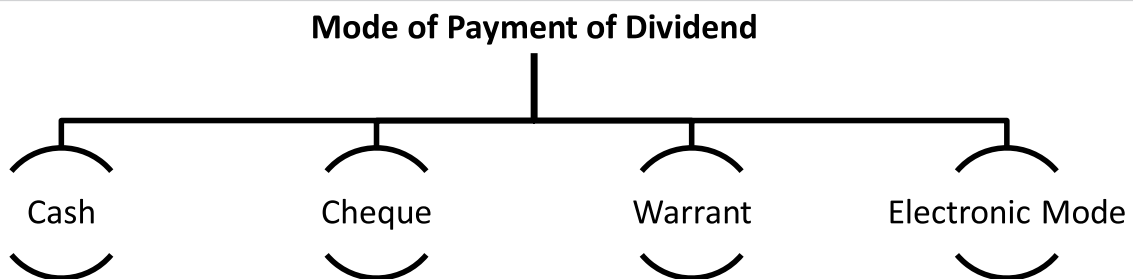 Mode of Payment of Dividend
Cash
Cheque
Warrant
Electronic Mode